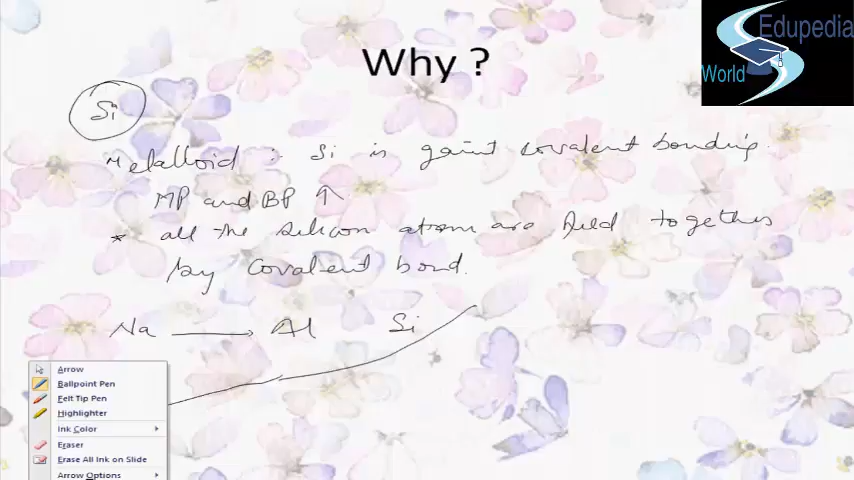 Edupedia
World
Why ?
Si
Metalloid : Si is gaint covalent bonding.
MP and BP ↑
* all the silicon atom are held together
by covalent bond.
Na → Al Si
Arrow
Ballpoint Pen
Felt Tip Pen
Highlighter
Ink Color
Eraser
Erase All Ink on Slide
Arrow Options